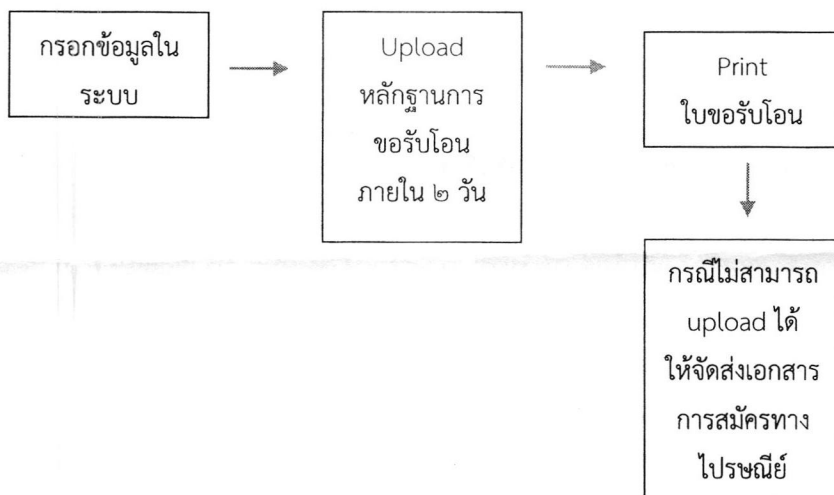 กรอกข้อมูลใน
ระบบ
Upload
หลักฐานการ
ขอรับโอน
ภายใน ๒ วัน
Print
ใบขอรับโอน
กรณีไม่สามารถ
upload ได้
ให้จัดส่งเอกสาร
การสมัครทาง
ไปรษณีย์